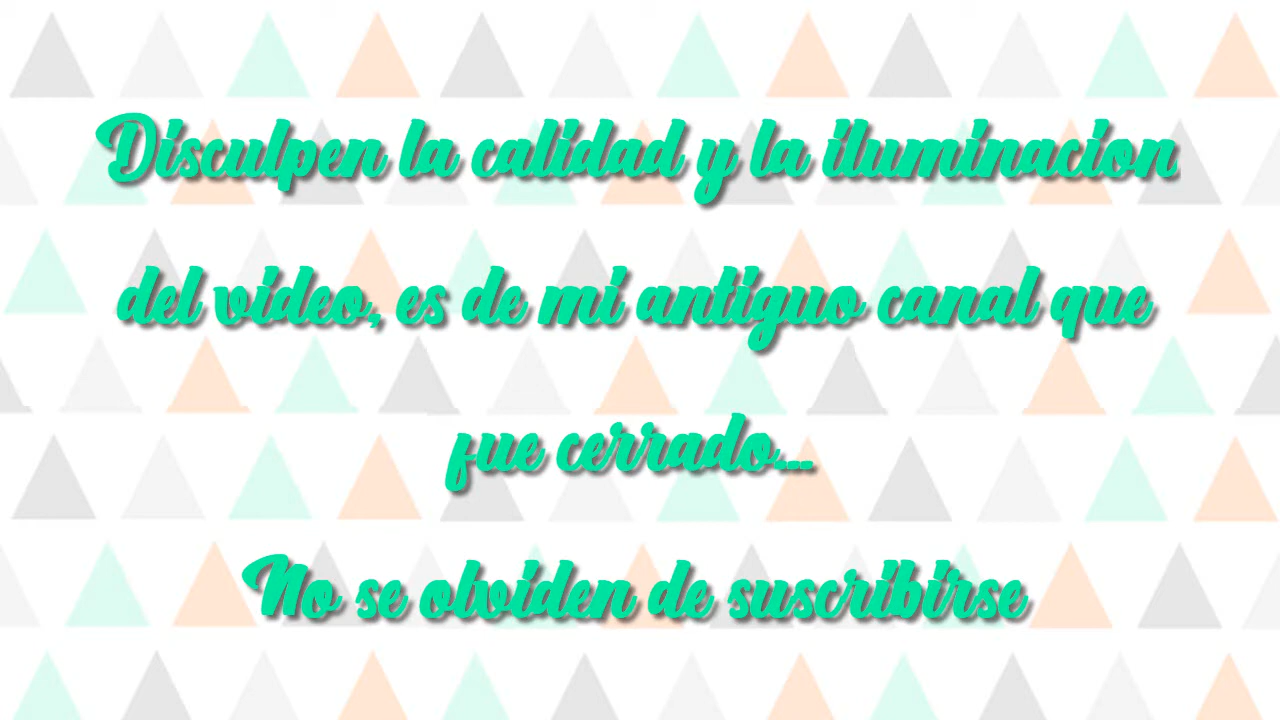 Disculpen la calidad y la iluminacion
del video, es de mi antiguo canal que
fue cerrado...
No se olviden de suscribirse